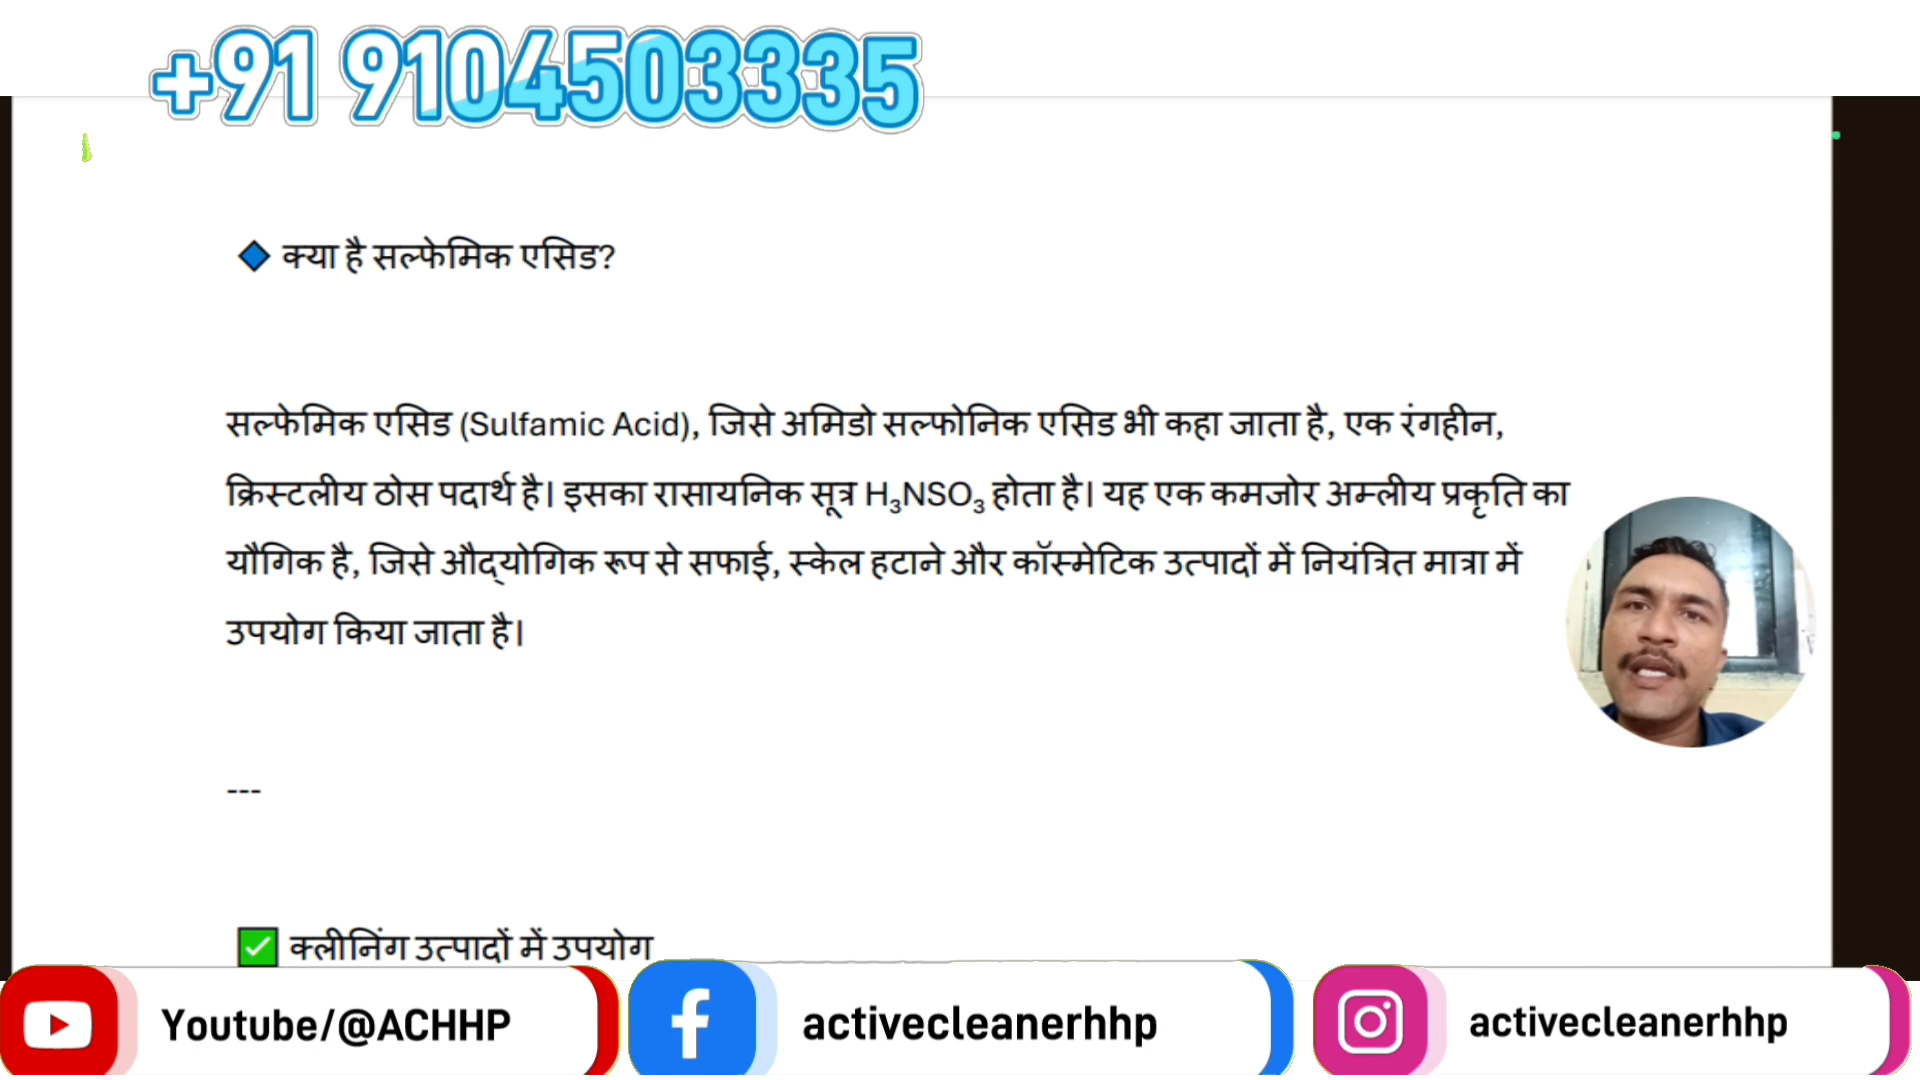 +91 9104503335
🔷 क्या है सल्फेमिक एसिड?
सल्फेमिक एसिड (Sulfamic Acid), जिसे अमिडो सल्फोनिक एसिड भी कहा जाता है, एक रंगहीन,
क्रिस्टलीय ठोस पदार्थ है। इसका रासायनिक सूत्र H₃NSO₃ होता है। यह एक कमजोर अम्लीय प्रकृति का
यौगिक है, जिसे औद्योगिक रूप से सफाई, स्केल हटाने और कॉस्मेटिक उत्पादों में नियंत्रित मात्रा में
उपयोग किया जाता है।
---
✅ क्लीनिंग उत्पादों में उपयोग
Youtube/@ACHHP
activecleanerhhp
activecleanerhhp